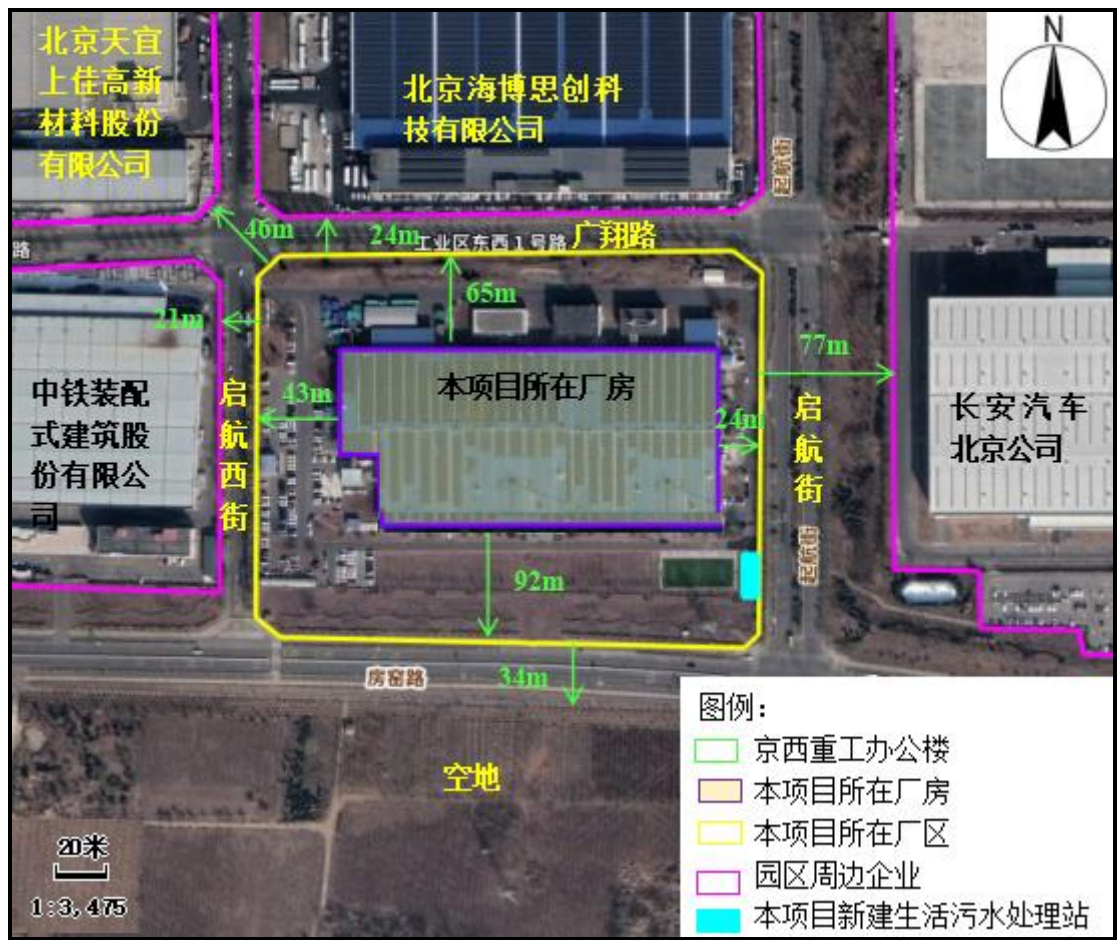 北京天宜
上佳高新
材料股份
有限公司
北京海博思创科
技有限公司
N
起航街
46m
24m
工业区东西1号路
广翔路
路
65m
21m
77m
中铁装配
式建筑股
份有限公
司
启航西街
43m
本项目所在厂房
24m
启航街
长安汽车
北京公司
起航街
92m
房窑路
34m
空地
20米
1:3,475
图例：
京西重工办公楼
本项目所在厂房
本项目所在厂区
园区周边企业
本项目新建生活污水处理站